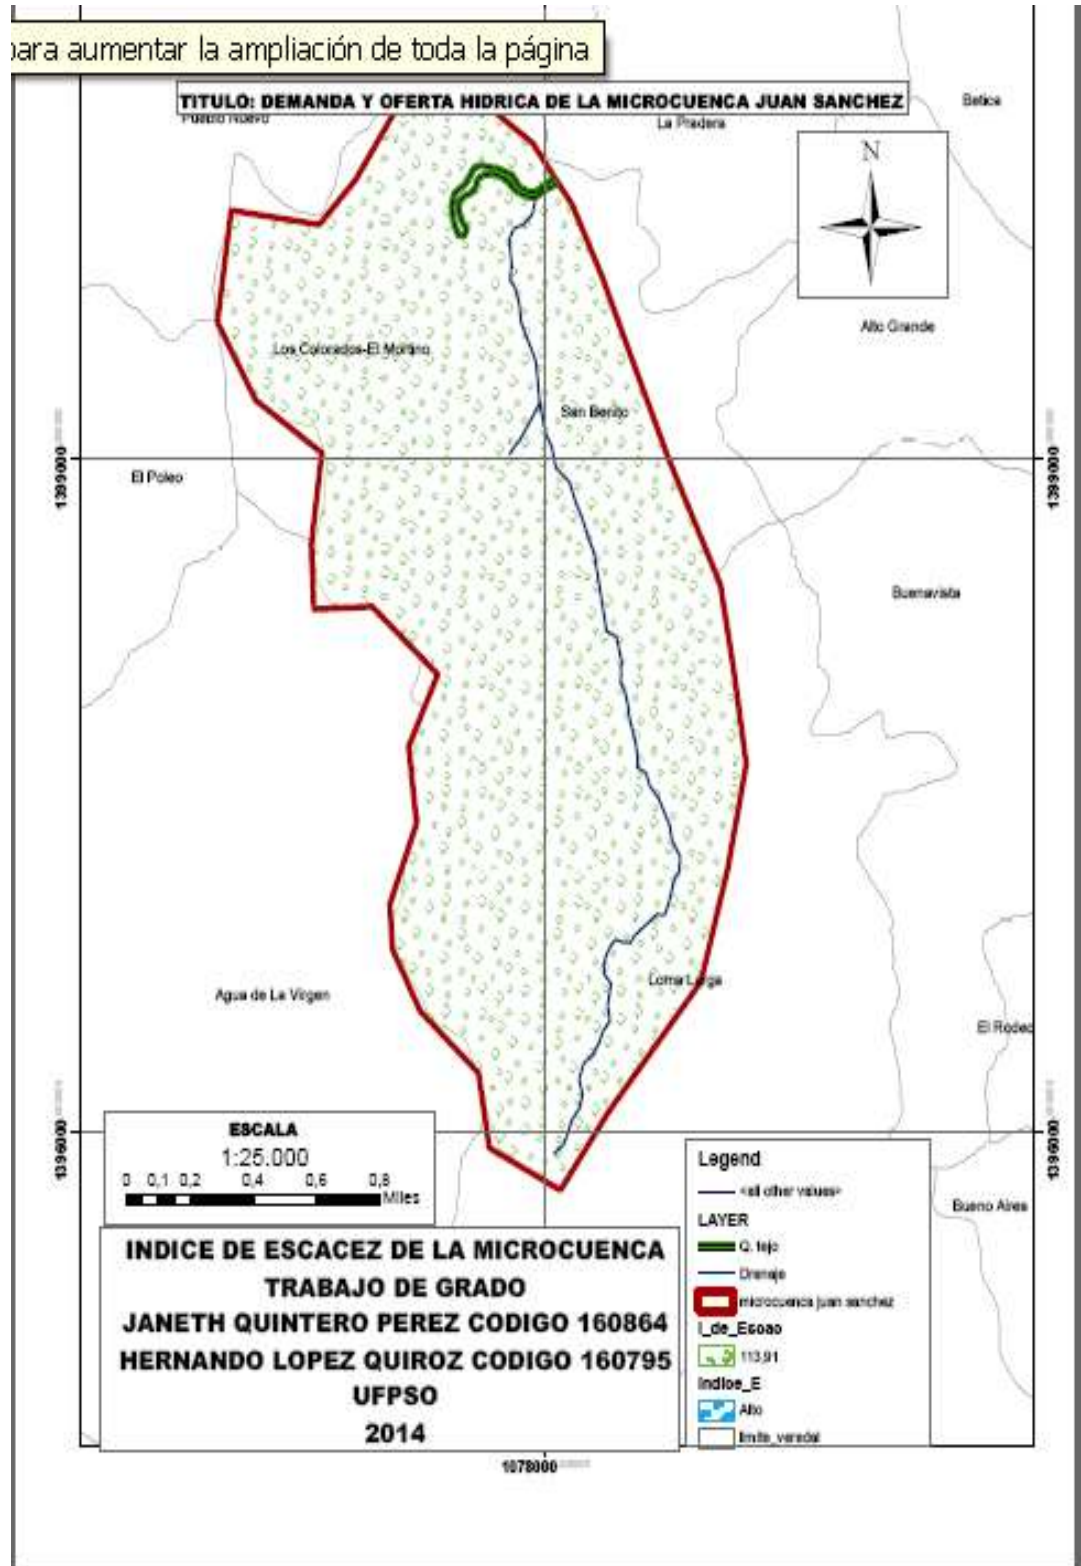 para aumentar la ampliación de toda la página
TITULO: DEMANDA Y OFERTA HIDRICA DE LA MICROCUENCA JUAN SANCHEZ
Pueblo Nuevo
La Pradera
Betica
N
Alto Grande
Los Colorados-El Mortino
San Benito
El Poleo
1399000
1399000
Buenavista
Agua de La Virgen
Loma Larga
El Rodeo
1396000
1396000
ESCALA
1:25.000
0 0,1 0,2 0,4 0,6 0,8
Miles
Bueno Aires
INDICE DE ESCACEZ DE LA MICROCUENCA
TRABAJO DE GRADO
JANETH QUINTERO PEREZ CODIGO 160864
HERNANDO LOPEZ QUIROZ CODIGO 160795
UFPSO
2014
Legend
<all other values>
LAYER
Q. tejo
Drenaje
microcuenca juan sanchez
I_de_Escac
113,91
Indice_E
Alto
limite_veredal
1078000